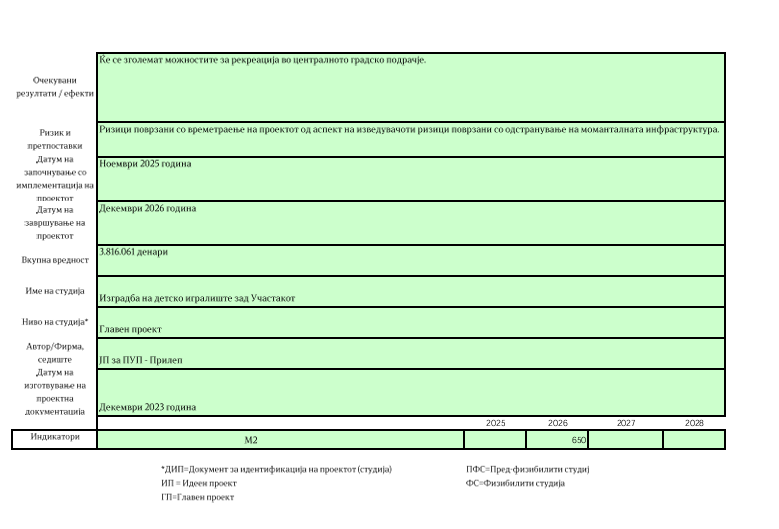 Очекувани
резултати / ефекти
Ќе се зголемат можностите за рекреација во централното градско подрачје.
Ризик и
претпоставки
Ризици поврзани со времетраење на проектот од аспект на изведувачоти ризици поврзани со одстранување на моманталната инфраструктура.
Датум на
започнување со
имплементација на
проектот
Ноември 2025 година
Датум на
завршување на
проектот
Декември 2026 година
Вкупна вредност
3.816.061 денари
Име на студија
Изградба на детско игралиште зад Участакот
Ниво на студија*
Главен проект
Автор/Фирма,
седиште
ЈП за ПУП - Прилеп
Датум на
изготвување на
проектна
документација
Декември 2023 година
2025 2026 2027 2028
Индикатори М2 650
*ДИП=Документ за идентификација на проектот (студија) ПФС=Пред-физибилити студиј
ИП = Идеен проект ФС=Физибилити студија
ГП=Главен проект